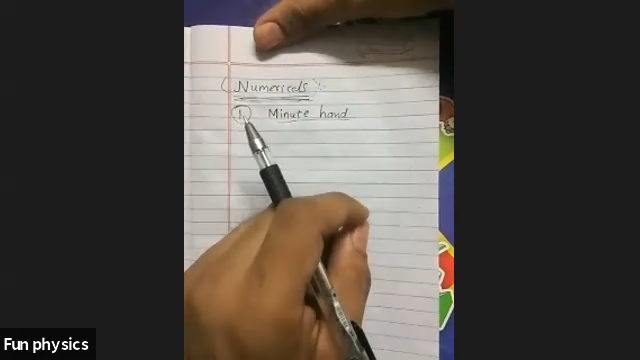 (Numericals)
① Minute hand
Fun physics